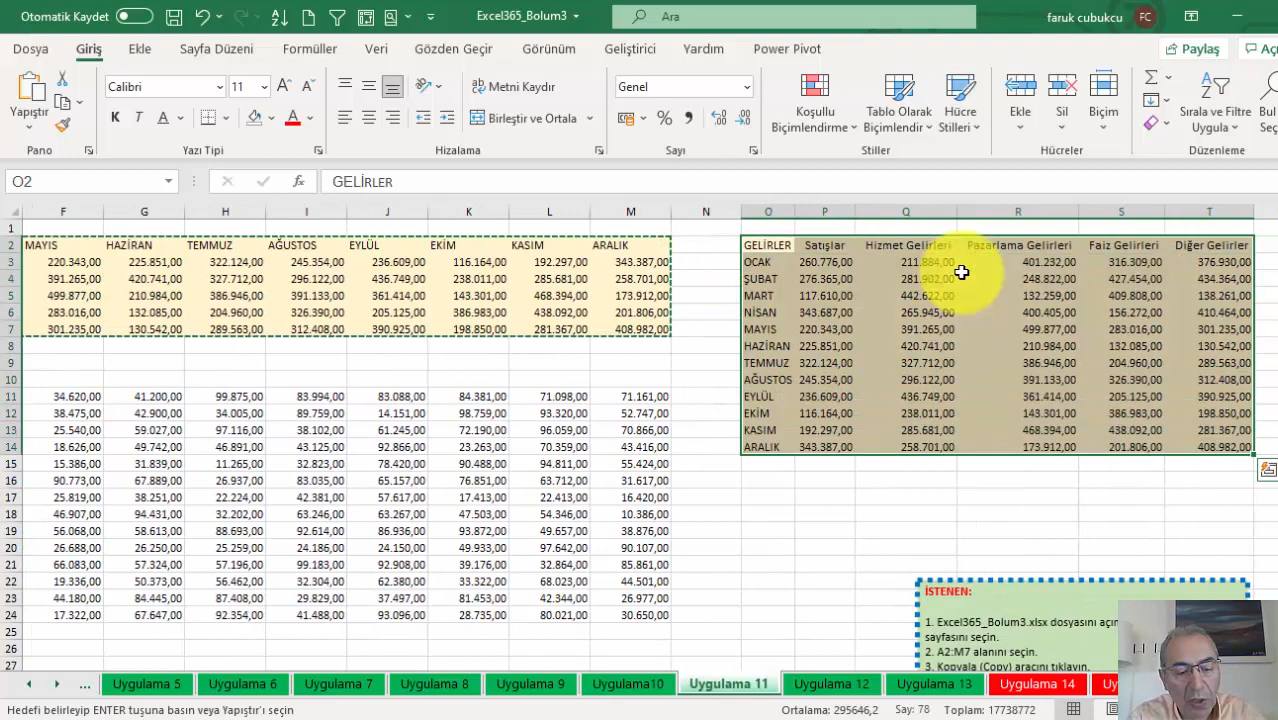 Otomatik Kaydet
Excel365_Bolum3
Ara
faruk cubukcu
FC
Dosya Giriş Ekle Sayfa Düzeni Formüller Veri Gözden Geçir Görünüm Geliştirici Yardım Power Pivot
Paylaş
Yapıştır
Calibri 11
K T A
Metni Kaydır
Birleştir ve Ortala
Genel
Koşullu Biçimlendirme
Tablo Olarak Biçimlendir
Hücre Stilleri
Ekle Sil Biçim
Sırala ve Filtre Uygula
Pano Yazı Tipi Hizalama Sayı Stiller Hücreler Düzenleme
O2 fx GELİRLER
F G H I J K L M N O P Q R S T
1
2 MAYIS HAZİRAN TEMMUZ AĞUSTOS EYLÜL EKİM KASIM ARALIK GELİRLER Satışlar Hizmet Gelirleri Pazarlama Gelirleri Faiz Gelirleri Diğer Gelirler
3 220.343,00 225.851,00 322.124,00 245.354,00 236.609,00 116.164,00 192.297,00 343.387,00 OCAK 260.776,00 211.884,00 401.232,00 316.309,00 376.930,00
4 391.265,00 420.741,00 327.712,00 296.122,00 436.749,00 238.011,00 285.681,00 258.701,00 ŞUBAT 276.365,00 281.902,00 248.822,00 427.454,00 434.364,00
5 499.877,00 210.984,00 386.946,00 391.133,00 361.414,00 143.301,00 468.394,00 173.912,00 MART 117.610,00 442.622,00 132.259,00 409.808,00 138.261,00
6 283.016,00 132.085,00 204.960,00 326.390,00 205.125,00 386.983,00 438.092,00 201.806,00 NİSAN 343.687,00 265.945,00 400.405,00 156.272,00 410.464,00
7 301.235,00 130.542,00 289.563,00 312.408,00 390.925,00 198.850,00 281.367,00 408.982,00 MAYIS 220.343,00 391.265,00 499.877,00 283.016,00 301.235,00
8 HAZİRAN 225.851,00 420.741,00 210.984,00 132.085,00 130.542,00
9 TEMMUZ 322.124,00 327.712,00 386.946,00 204.960,00 289.563,00
10 AĞUSTOS 245.354,00 296.122,00 391.133,00 326.390,00 312.408,00
11 34.620,00 41.200,00 99.875,00 83.994,00 83.088,00 84.381,00 71.098,00 71.161,00 EYLÜL 236.609,00 436.749,00 361.414,00 205.125,00 390.925,00
12 38.475,00 42.900,00 34.005,00 89.759,00 14.151,00 98.759,00 93.320,00 52.747,00 EKİM 116.164,00 238.011,00 143.301,00 386.983,00 198.850,00
13 25.540,00 59.027,00 97.116,00 38.102,00 61.245,00 72.190,00 96.059,00 70.866,00 KASIM 192.297,00 285.681,00 468.394,00 438.092,00 281.367,00
14 18.626,00 49.742,00 46.891,00 43.125,00 92.866,00 23.263,00 70.359,00 43.416,00 ARALIK 343.387,00 258.701,00 173.912,00 201.806,00 408.982,00
15 15.386,00 31.839,00 11.265,00 32.823,00 78.420,00 90.488,00 94.811,00 55.424,00
16 90.773,00 67.889,00 26.937,00 83.035,00 65.157,00 76.851,00 63.712,00 31.617,00
17 25.819,00 38.251,00 22.224,00 42.381,00 57.617,00 17.413,00 22.413,00 16.420,00
18 94.431,00 58.909,00 32.202,00 63.246,00 63.267,00 47.503,00 54.346,00 10.386,00
19 56.068,00 58.613,00 88.693,00 92.614,00 86.936,00 93.872,00 49.657,00 38.876,00
20 26.688,00 26.250,00 25.259,00 24.186,00 24.150,00 49.933,00 97.642,00 90.107,00
21 66.083,00 57.324,00 57.196,00 99.183,00 92.908,00 39.176,00 32.864,00 85.861,00
22 19.336,00 50.373,00 56.462,00 32.304,00 62.380,00 33.322,00 68.023,00 44.501,00
23 44.180,00 84.445,00 87.408,00 29.829,00 37.497,00 81.453,00 42.344,00 26.977,00
24 17.322,00 67.647,00 92.354,00 41.488,00 93.096,00 28.735,00 80.021,00 30.650,00
25
26
27
İSTENEN:
1. Excel365_Bolum3.xlsx dosyasını açın
sayfasını seçin.
2. A2:M7 alanını seçin.
3. Kopyala (Copy) aracını tıklayın.
... Uygulama 5 Uygulama 6 Uygulama 7 Uygulama 8 Uygulama 9 Uygulama10 Uygulama 11 Uygulama 12 Uygulama 13 Uygulama 14
Hedefi belirleyip ENTER tuşuna basın veya Yapıştır'ı seçin Ortalama: 295646,2 Say: 78 Toplam: 17738772